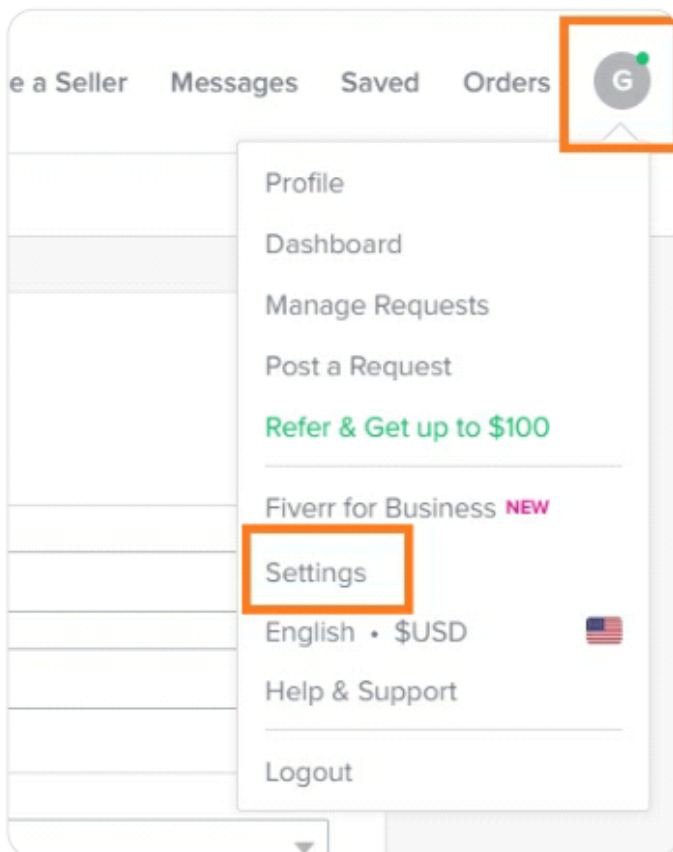 e a Seller Messages Saved Orders G
Profile
Dashboard
Manage Requests
Post a Request
Refer & Get up to $100
Fiverr for Business NEW
Settings
English • $USD
Help & Support
Logout